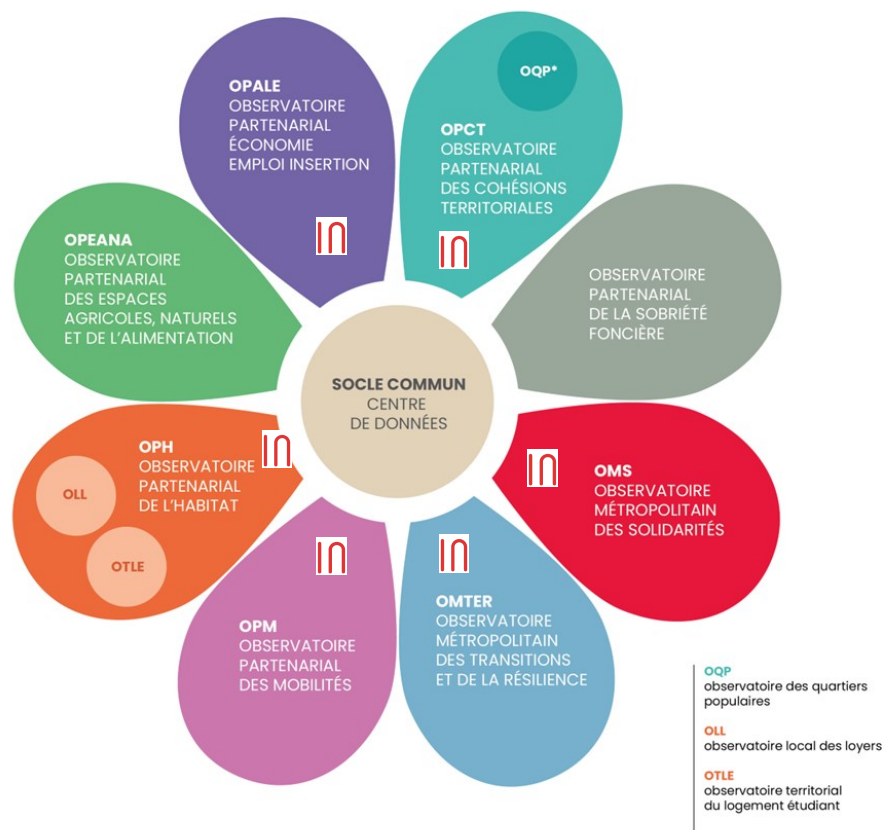 OPALE
OBSERVATOIRE
PARTENARIAL
ÉCONOMIE
EMPLOI INSERTION
OQP*
OPCT
OBSERVATOIRE
PARTENARIAL
DES COHÉSIONS
TERRITORIALES
OPEANA
OBSERVATOIRE
PARTENARIAL
DES ESPACES
AGRICOLES, NATURELS
ET DE L'ALIMENTATION
OBSERVATOIRE
PARTENARIAL
DE LA SOBRIÉTÉ
FONCIÈRE
SOCLE COMMUN
CENTRE
DE DONNÉES
OPH
OBSERVATOIRE
PARTENARIAL
DE L'HABITAT
OLL
OTLE
OMS
OBSERVATOIRE
MÉTROPOLITAIN
DES SOLIDARITÉS
OPM
OBSERVATOIRE
PARTENARIAL
DES MOBILITÉS
OMTER
OBSERVATOIRE
MÉTROPOLITAIN
DES TRANSITIONS
ET DE LA RÉSILIENCE
OQP
observatoire des quartiers
populaires
OLL
observatoire local des loyers
OTLE
observatoire territorial
du logement étudiant